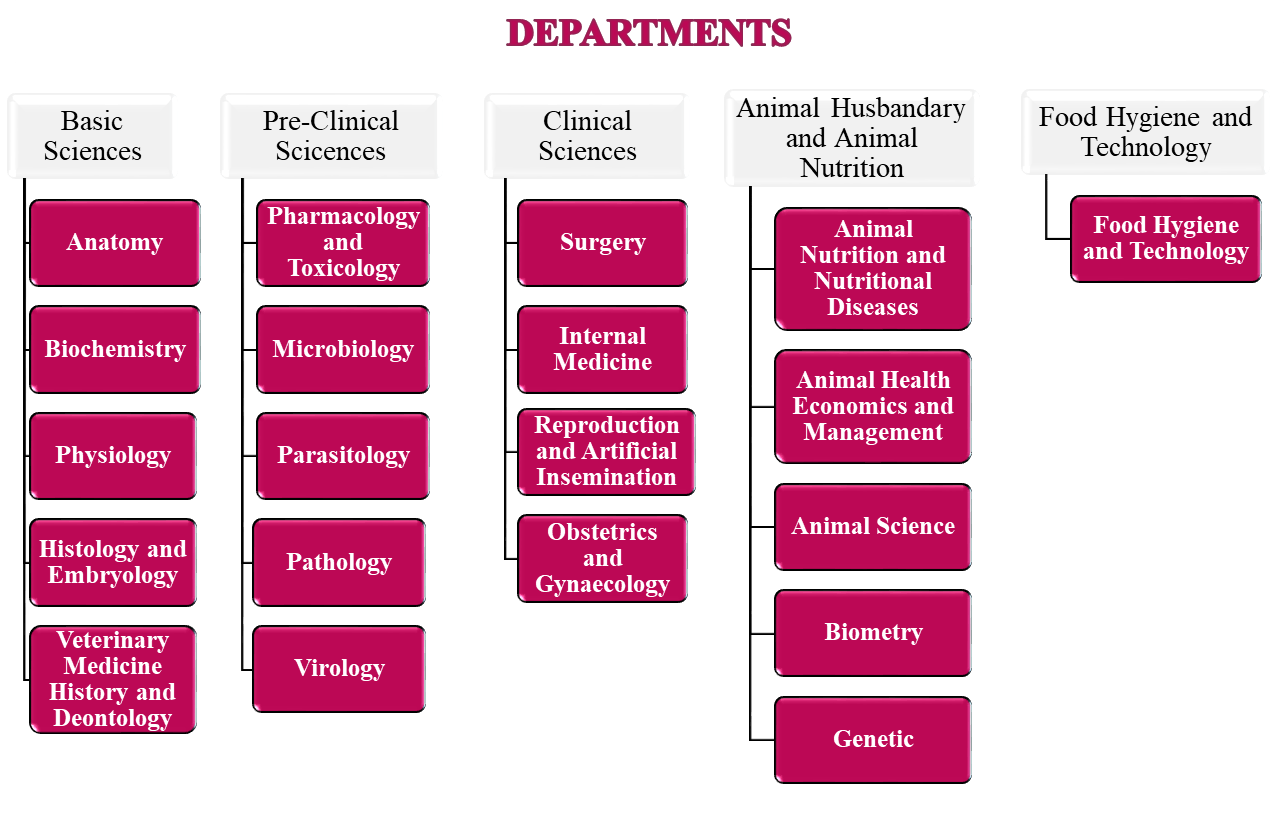 DEPARTMENTS
Basic
Sciences
Anatomy
Biochemistry
Physiology
Histology and
Embryology
Veterinary
Medicine
History and
Deontology
Pre-Clinical
Scicences
Pharmacology
and
Toxicology
Microbiology
Parasitology
Pathology
Virology
Clinical
Sciences
Surgery
Internal
Medicine
Reproduction
and Artificial
Insemination
Obstetrics
and
Gynaecology
Animal Husbandary
and Animal
Nutrition
Animal
Nutrition and
Nutritional
Diseases
Animal Health
Economics and
Management
Animal Science
Biometry
Genetic
Food Hygiene and
Technology
Food Hygiene
and Technology